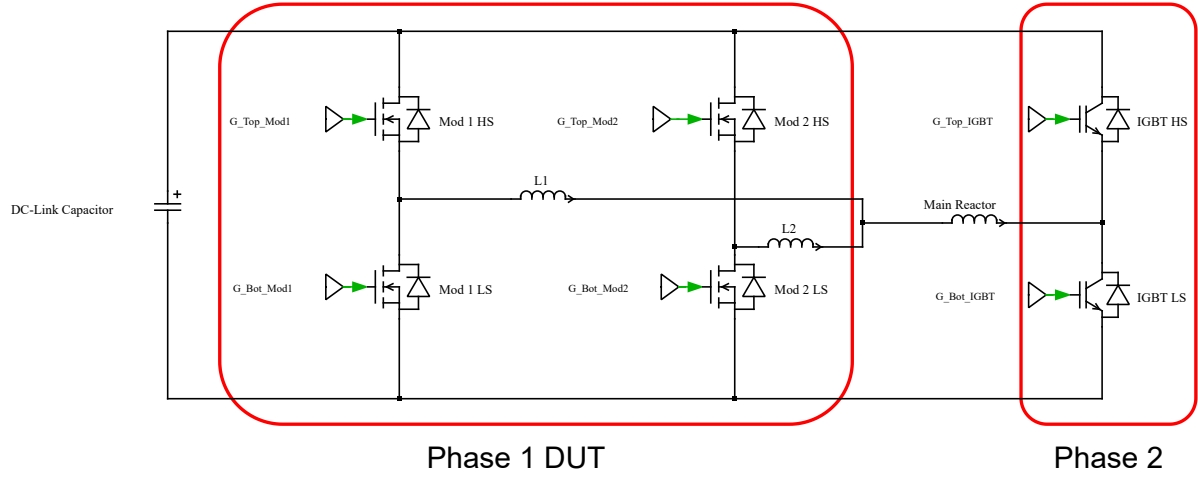 G_Top_Mod1
Mod 1 HS
G_Top_Mod2
Mod 2 HS
G_Top_IGBT
IGBT HS
L1
DC-Link Capacitor
+
Main Reactor
L2
G_Bot_Mod1
Mod 1 LS
G_Bot_Mod2
Mod 2 LS
G_Bot_IGBT
IGBT LS
Phase 1 DUT
Phase 2